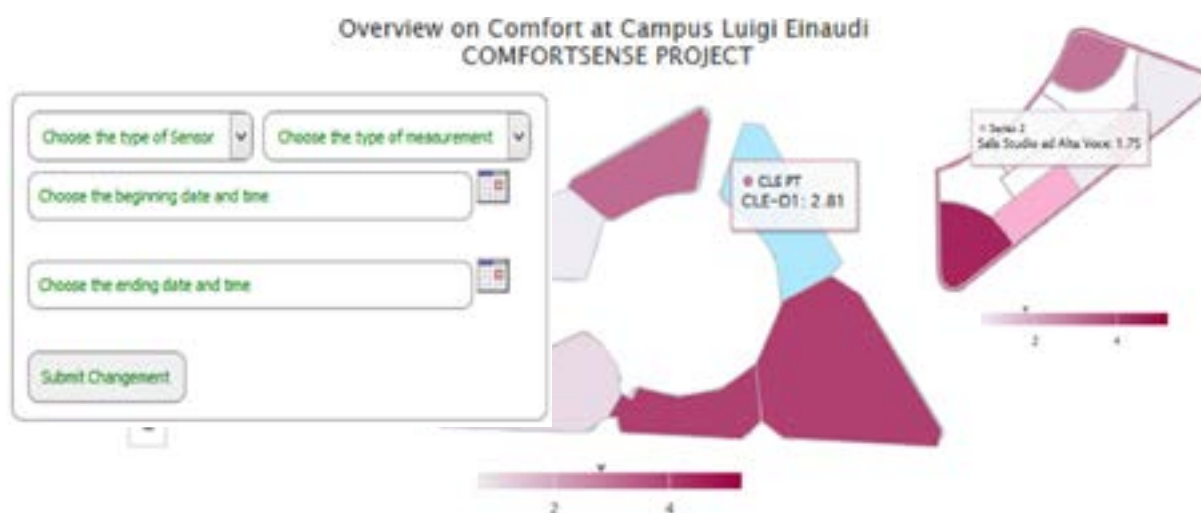 Overview on Comfort at Campus Luigi Einaudi
COMFORTSENSE PROJECT
Choose the type of Sensor
Choose the type of measurement
Choose the beginning date and time
Choose the ending date and time
Submit Changement
CLE PT
CLE-D1: 2.81
2 4
Series 2
Sala Studio ad Alta Voce: 1.75
2 4